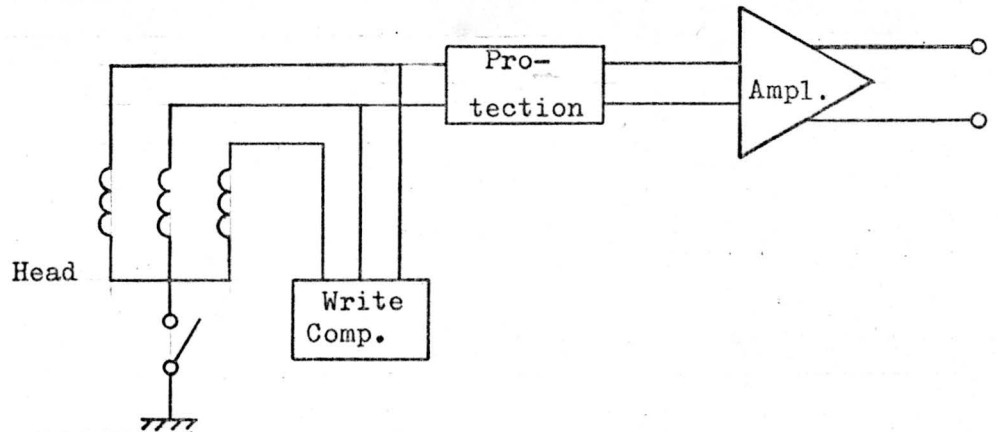 Pro-
tection
Ampl.
Head
Write
Comp.